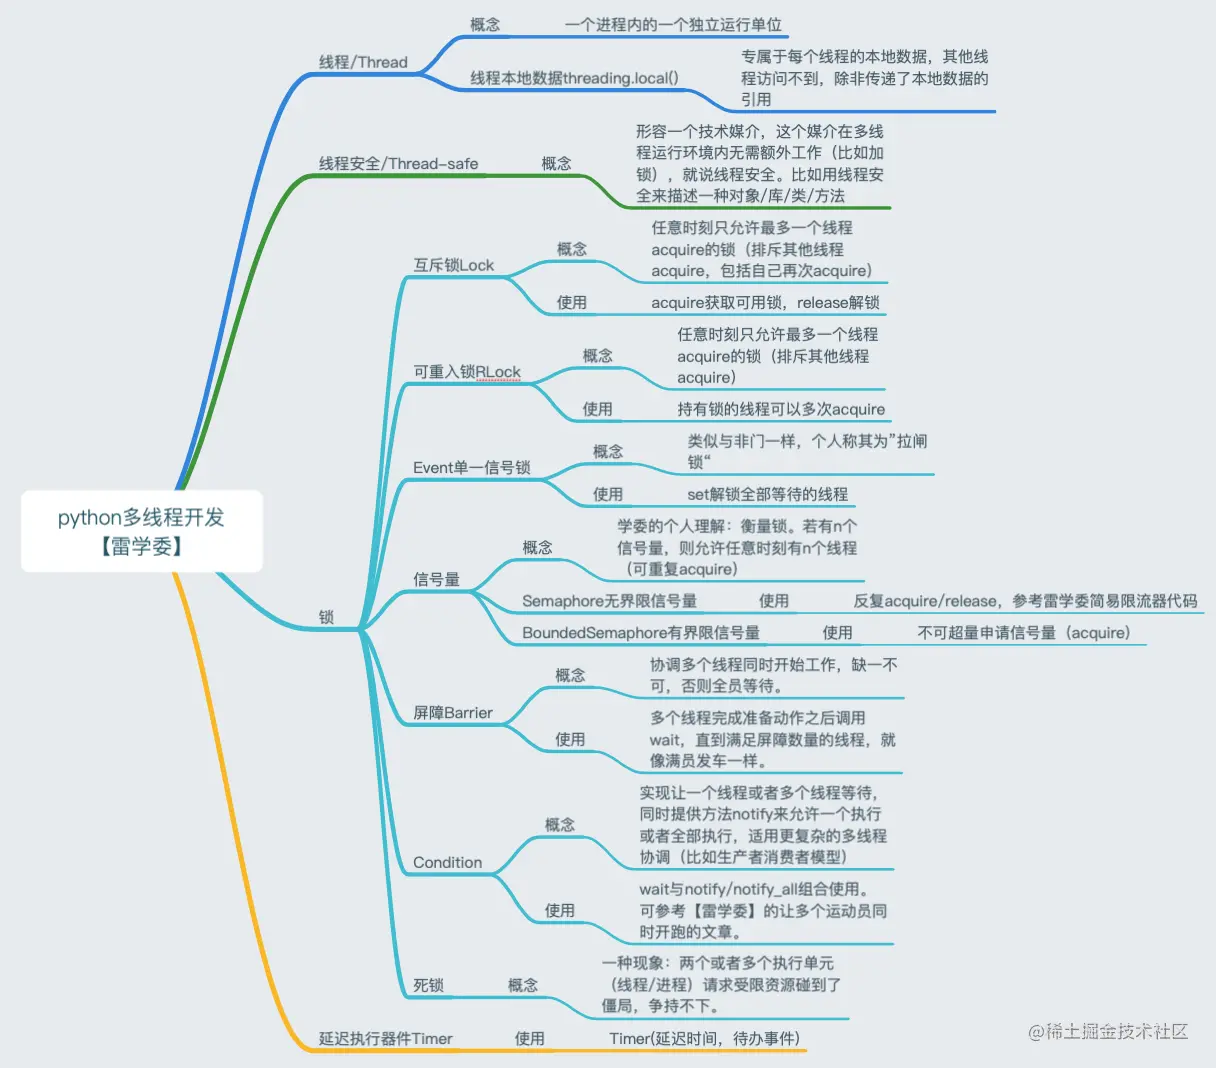 概念
一个进程内的一个独立运行单位
线程/Thread
线程本地数据threading.local()
专属于每个线程的本地数据，其他线
程访问不到，除非传递了本地数据的
引用
线程安全/Thread-safe
概念
形容一个技术媒介，这个媒介在多线
程运行环境内无需额外工作（比如加
锁），就说线程安全。比如用线程安
全来描述一种对象/库/类/方法
互斥锁Lock
概念
任意时刻只允许最多一个线程
acquire的锁（排斥其他线程
acquire，包括自己再次acquire）
使用
acquire获取可用锁，release解锁
可重入锁RLock
概念
任意时刻只允许最多一个线程
acquire的锁（排斥其他线程
acquire）
使用
持有锁的线程可以多次acquire
Event单一信号锁
概念
类似与非门一样，个人称其为”拉闸
锁“
使用
set解锁全部等待的线程
python多线程开发
【雷学委】
锁
信号量
概念
学委的个人理解：衡量锁。若有n个
信号量，则允许任意时刻有n个线程
（可重复acquire）
Semaphore无界限信号量
使用
反复acquire/release，参考雷学委简易限流器代码
BoundedSemaphore有界限信号量
使用
不可超量申请信号量（acquire）
屏障Barrier
概念
协调多个线程同时开始工作，缺一不
可，否则全员等待。
使用
多个线程完成准备动作之后调用
wait，直到满足屏障数量的线程，就
像满员发车一样。
Condition
概念
实现让一个线程或者多个线程等待，
同时提供方法notify来允许一个执行
或者全部执行，适用更复杂的多线程
协调（比如生产者消费者模型）
使用
wait与notify/notify_all组合使用。
可参考【雷学委】的让多个运动员同
时开跑的文章。
死锁
概念
一种现象：两个或者多个执行单元
（线程/进程）请求受限资源碰到了
僵局，争持不下。
延迟执行器件Timer
使用
Timer(延迟时间，待办事件)
@稀土掘金技术社区